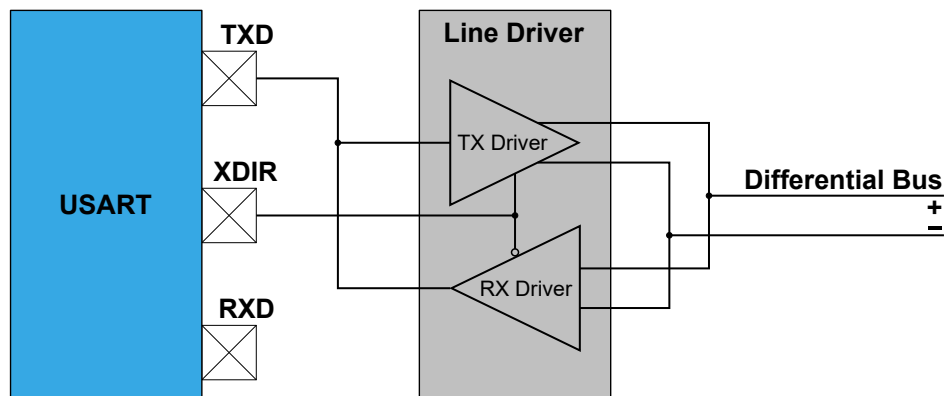 TXD
Line Driver
TX Driver
XDIR
Differential Bus
USART
+
−
RX Driver
RXD